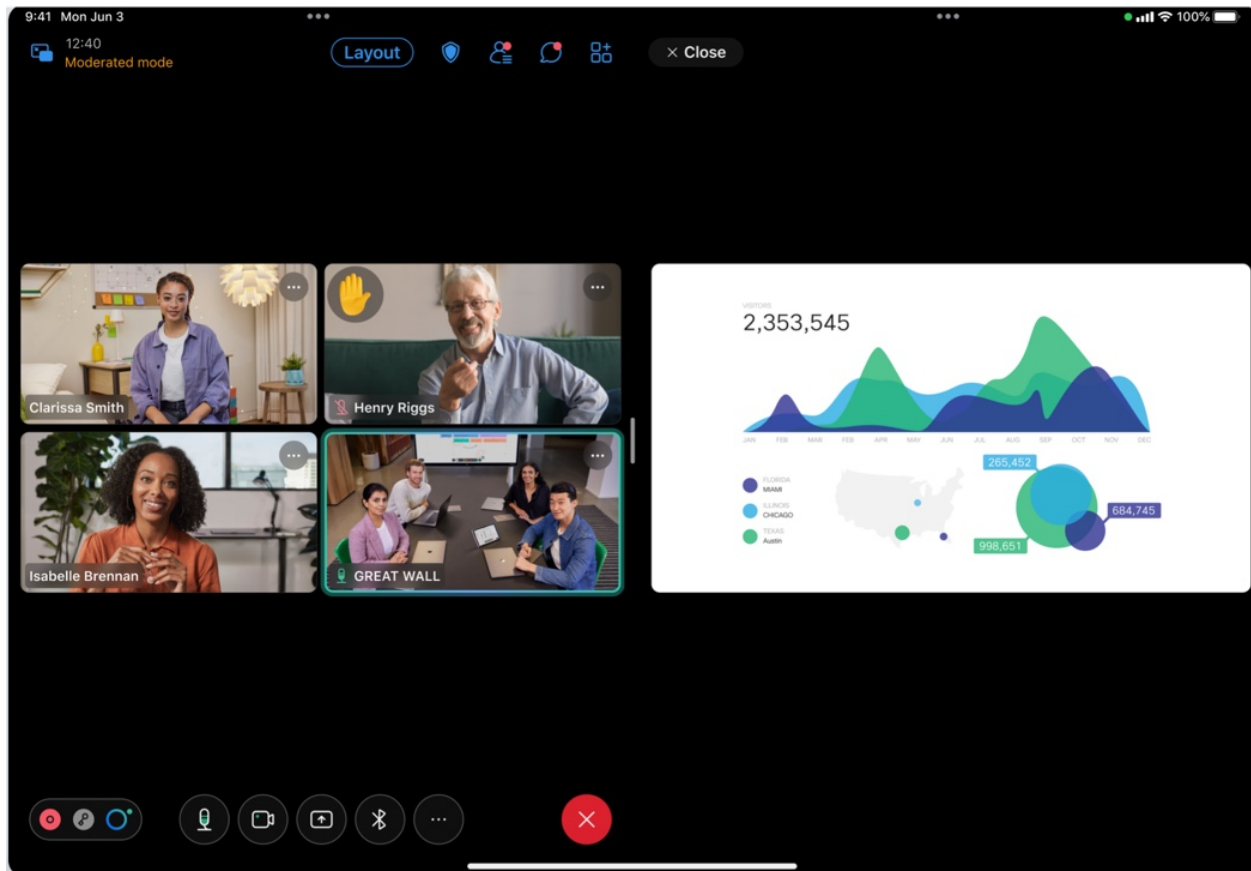 9:41 Mon Jun 3
100%
12:40
Moderated mode
Layout
× Close
Clarissa Smith
Henry Riggs
Isabelle Brennan
GREAT WALL
VISITORS
2,353,545
JAN FEB MAR FEB APR MAY JUN JUL AUG SEP OCT NOV DEC
FLORIDA
MIAMI
ILLINOIS
CHICAGO
TEXAS
Austin
265,452
684,745
998,651